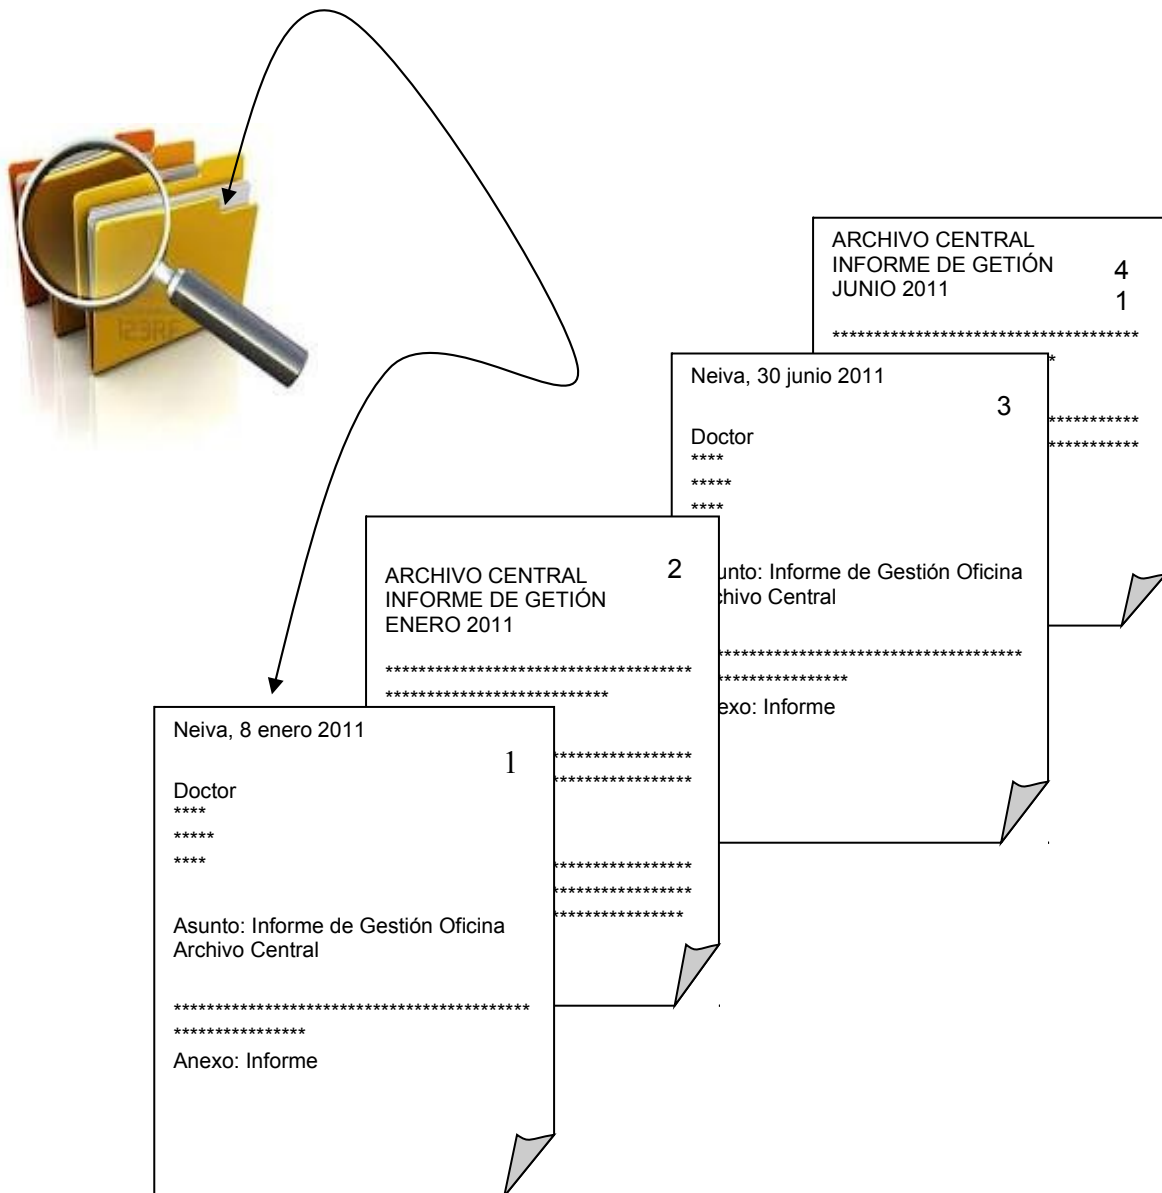 123RF
ARCHIVO CENTRAL
INFORME DE GETIÓN
JUNIO 2011
4
1
*************************************
*
***********
***********
Neiva, 30 junio 2011
3
Doctor
****
*****
****
unto: Informe de Gestión Oficina
chivo Central
************************************
****************
exo: Informe
ARCHIVO CENTRAL
INFORME DE GETIÓN
ENERO 2011
2
*************************************
***************************
*****************
*****************
*****************
*****************
****************
Neiva, 8 enero 2011
1
Doctor
****
*****
****
Asunto: Informe de Gestión Oficina
Archivo Central
*******************************************
****************
Anexo: Informe